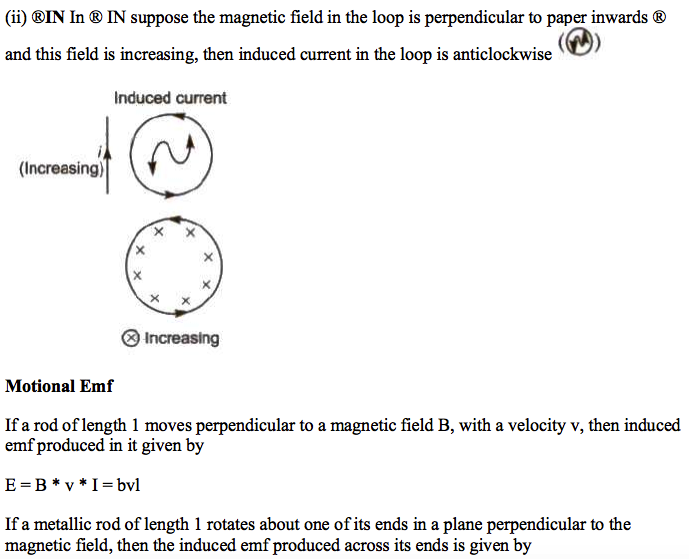 (ii) ®IN In ® IN suppose the magnetic field in the loop is perpendicular to paper inwards ®
and this field is increasing, then induced current in the loop is anticlockwise ( )
Induced current
i
(Increasing)
× ×
× ×
× ×
× ×
⊗ Increasing
Motional Emf
If a rod of length 1 moves perpendicular to a magnetic field B, with a velocity v, then induced
emf produced in it given by
E = B * v * I = bvl
If a metallic rod of length 1 rotates about one of its ends in a plane perpendicular to the
magnetic field, then the induced emf produced across its ends is given by